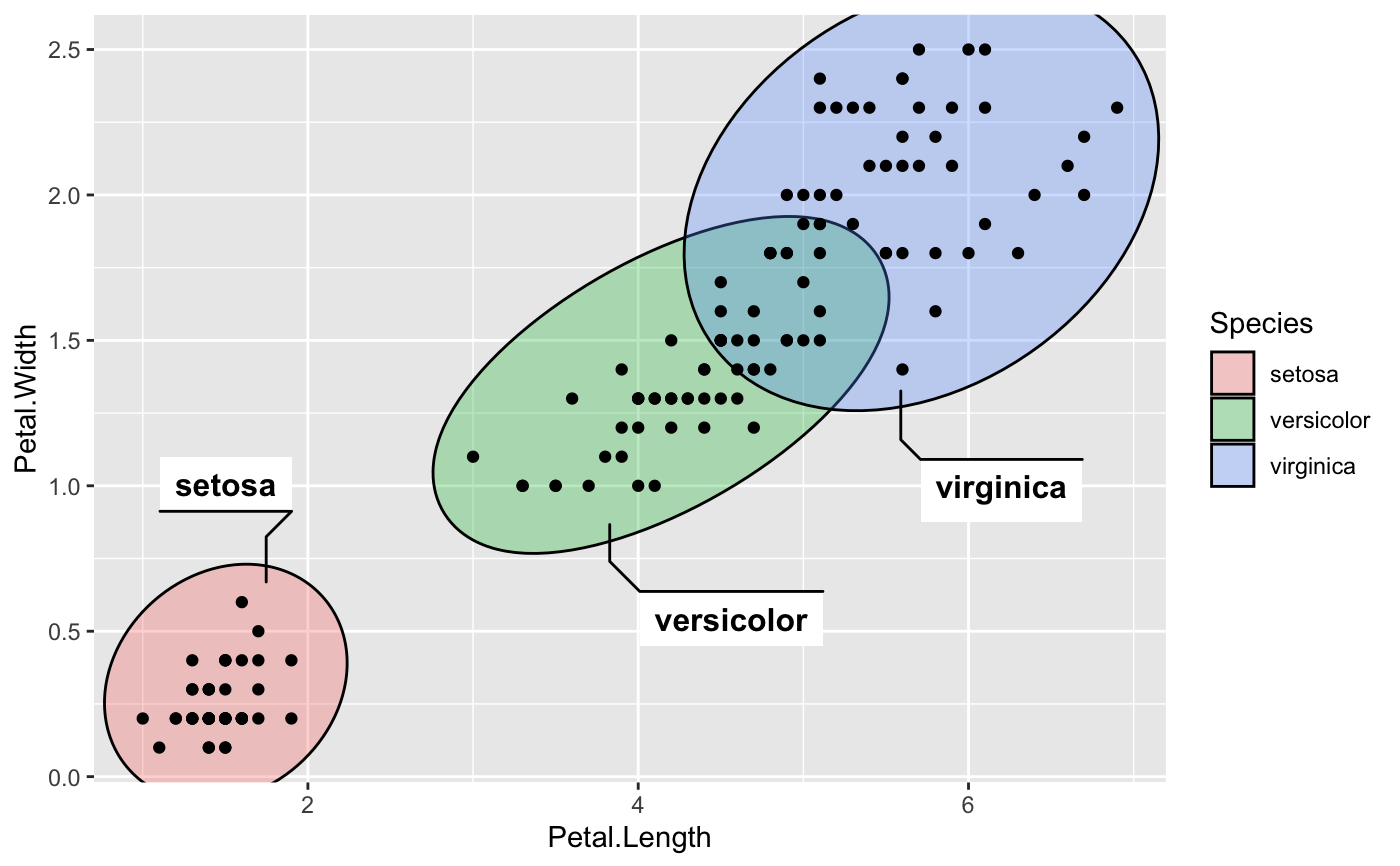 2.5
2.0
1.5
1.0
0.5
0.0
Petal.Width
setosa
versicolor
virginica
2
4
6
Petal.Length
Species
setosa
versicolor
virginica